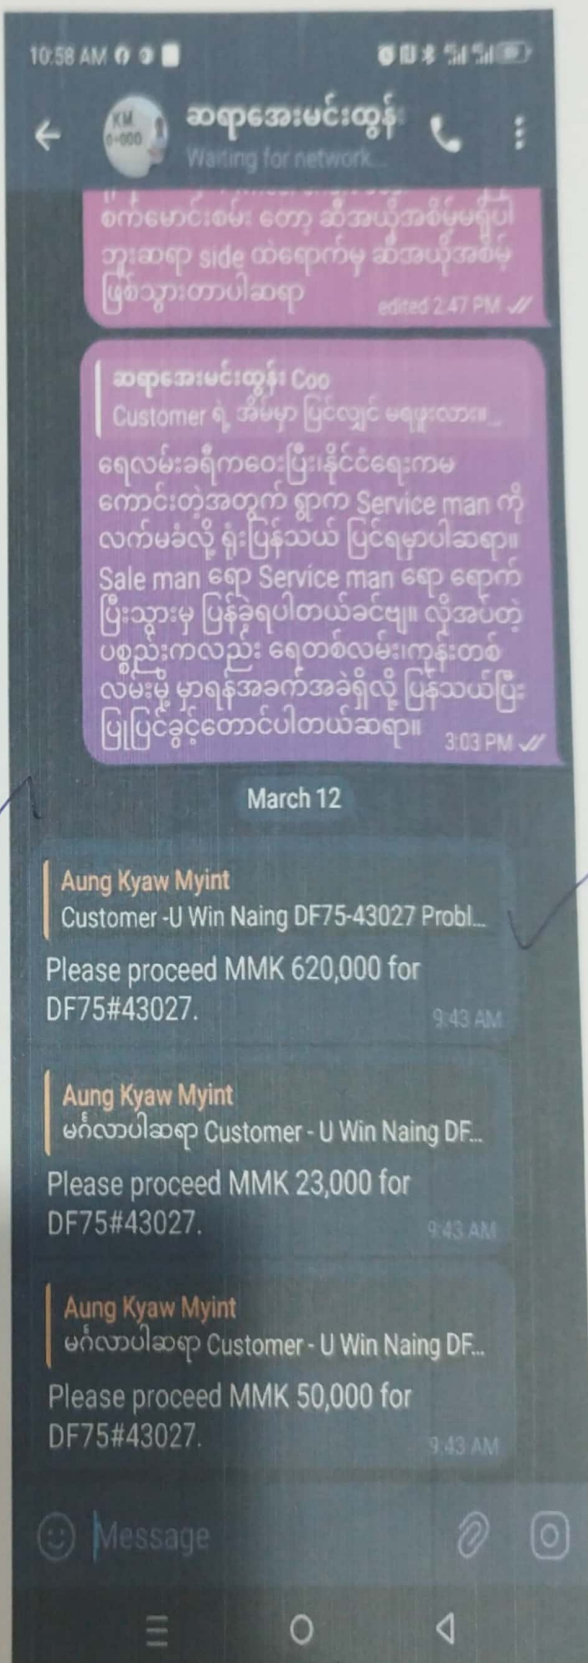 10:58 AM
KM
0+000
ဆရာအေးမင်းထွန်း
Waiting for network...
စက်မောင်းစမ်း တော့ ဆီအယိုအစိမ့်မရှိပါ
ဘူးဆရာ side ထဲရောက်မှ ဆီအယိုအစိမ့်
ဖြစ်သွားတာပါဆရာ
edited 2:47 PM
ဆရာအေးမင်းထွန်း Coo
Customer ရဲ့ အိမ်မှာ ပြင်လျှင် မရဖူးလား။...
ရေလမ်းခရီကဝေးပြီး၊နိုင်ငံရေးကမ
ကောင်းတဲ့အတွက် ရွာက Service man ကို
လက်မခံလို့ ရုံးပြန်သယ် ပြင်ရမှာပါဆရာ။
Sale man ရော Service man ရော ရောက်
ပြီးသွားမှ ပြန်ခဲ့ရပါတယ်ခင်ဗျ။ လိုအပ်တဲ့
ပစ္စည်းကလည်း ရေတစ်လမ်း၊ကုန်းတစ်
လမ်းမို့ မှာရန်အခက်အခဲရှိလို့ ပြန်သယ်ပြီး
ပြုပြင်ခွင့်တောင်ပါတယ်ဆရာ။
3:03 PM
March 12
Aung Kyaw Myint
Customer -U Win Naing DF75-43027 Probl...
Please proceed MMK 620,000 for
DF75#43027.
9:43 AM
Aung Kyaw Myint
မင်္ဂလာပါဆရာ Customer - U Win Naing DF...
Please proceed MMK 23,000 for
DF75#43027.
9:43 AM
Aung Kyaw Myint
မင်္ဂလာပါဆရာ Customer - U Win Naing DF...
Please proceed MMK 50,000 for
DF75#43027.
9:43 AM
Message